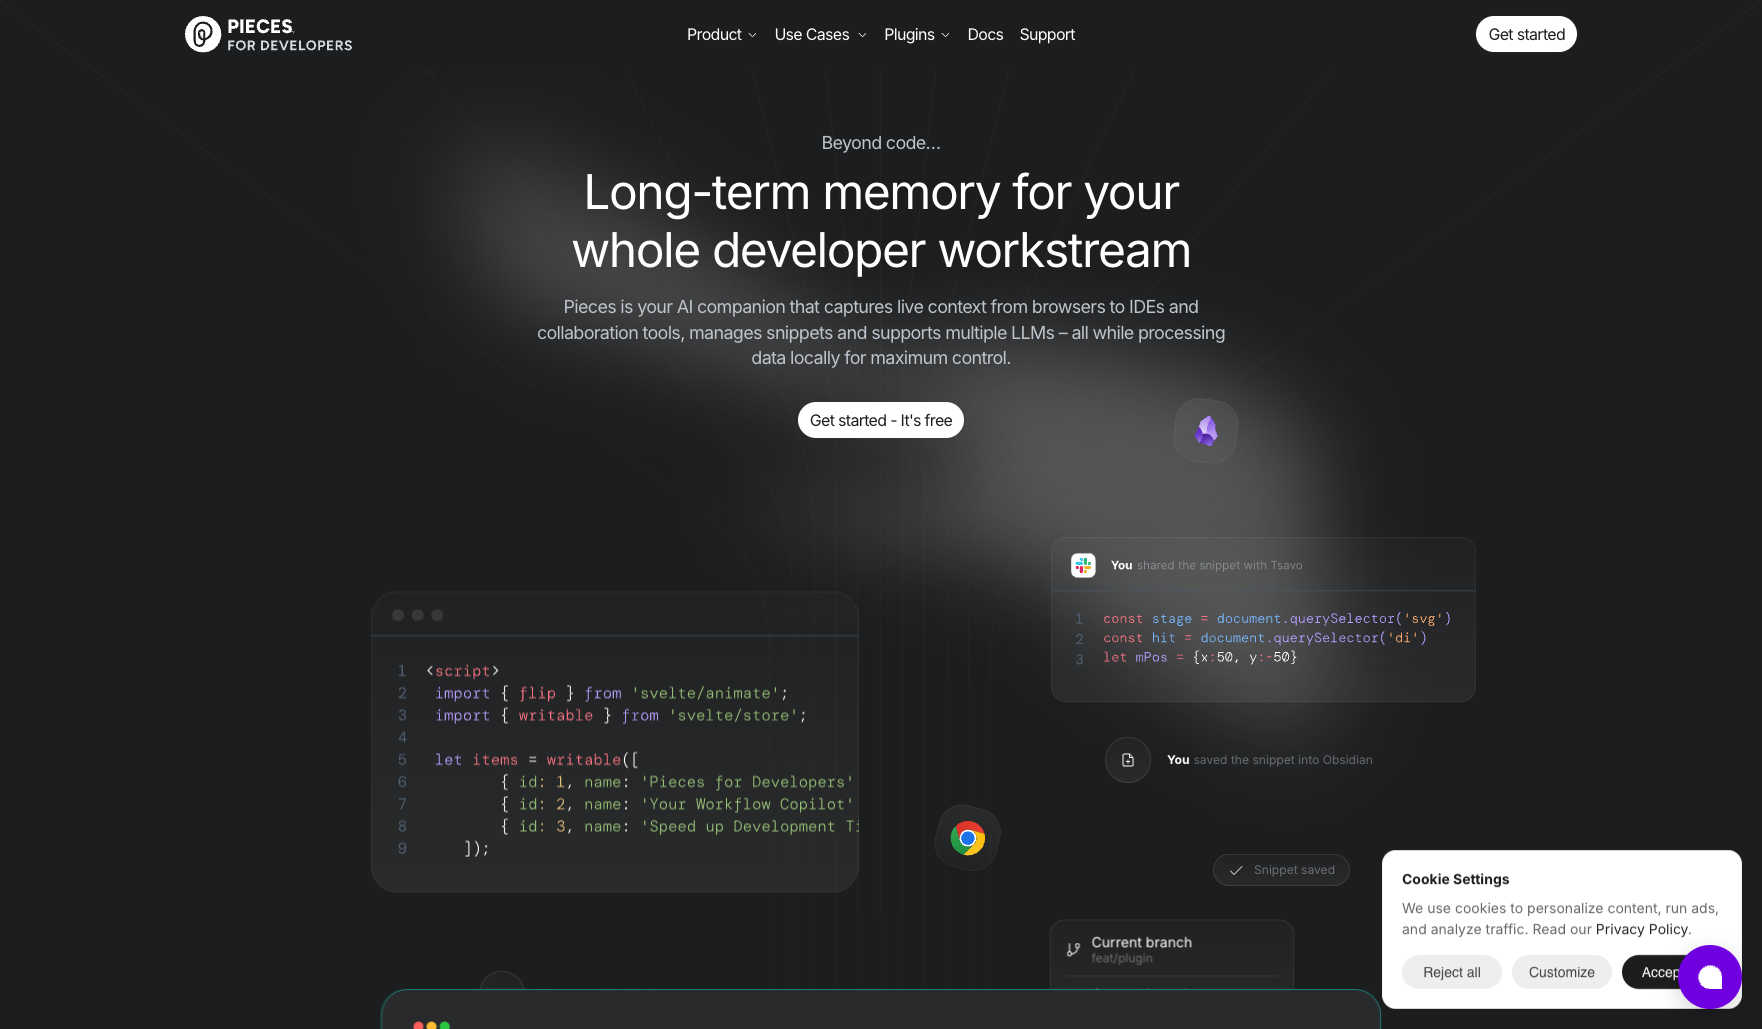 PIECES
FOR DEVELOPERS
Product
Use Cases
Plugins
Docs
Support
Get started
Beyond code...
Long-term memory for your
whole developer workstream
Pieces is your AI companion that captures live context from browsers to IDEs and
collaboration tools, manages snippets and supports multiple LLMs – all while processing
data locally for maximum control.
Get started - It's free
You shared the snippet with Tsavo
1 const stage = document.querySelector('svg')
2 const hit = document.querySelector('di')
3 let mPos = {x:50, y:-50}
1 <script>
2 import { flip } from 'svelte/animate';
3 import { writable } from 'svelte/store';
4
5 let items = writable([
6 { id: 1, name: 'Pieces for Developers'
7 { id: 2, name: 'Your Workflow Copilot'
8 { id: 3, name: 'Speed up Development Ti
9 ]);
You saved the snippet into Obsidian
Snippet saved
Current branch
feat/plugin
Cookie Settings
We use cookies to personalize content, run ads,
and analyze traffic. Read our Privacy Policy.
Reject all
Customize
Accep